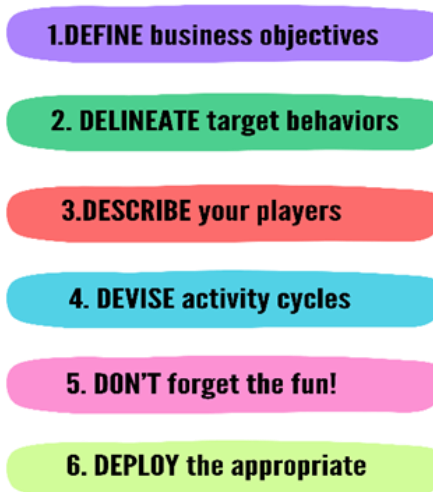 1.DEFINE business objectives
2. DELINEATE target behaviors
3.DESCRIBE your players
4. DEVISE activity cycles
5. DON'T forget the fun!
6. DEPLOY the appropriate